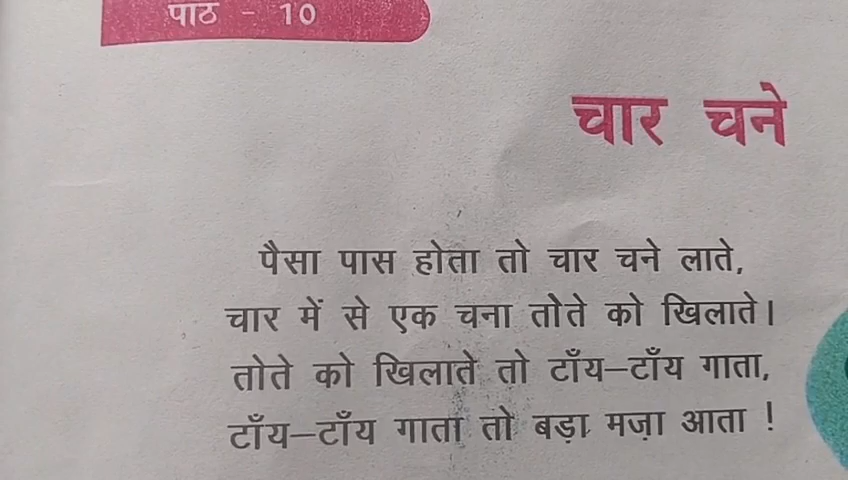 पाठ - 10
चार चने
पैसा पास होता तो चार चने लाते,
चार में से एक चना तोते को खिलाते।
तोते को खिलाते तो टाँय–टाँय गाता,
टाँय–टाँय गाता तो बड़ा मज़ा आता !